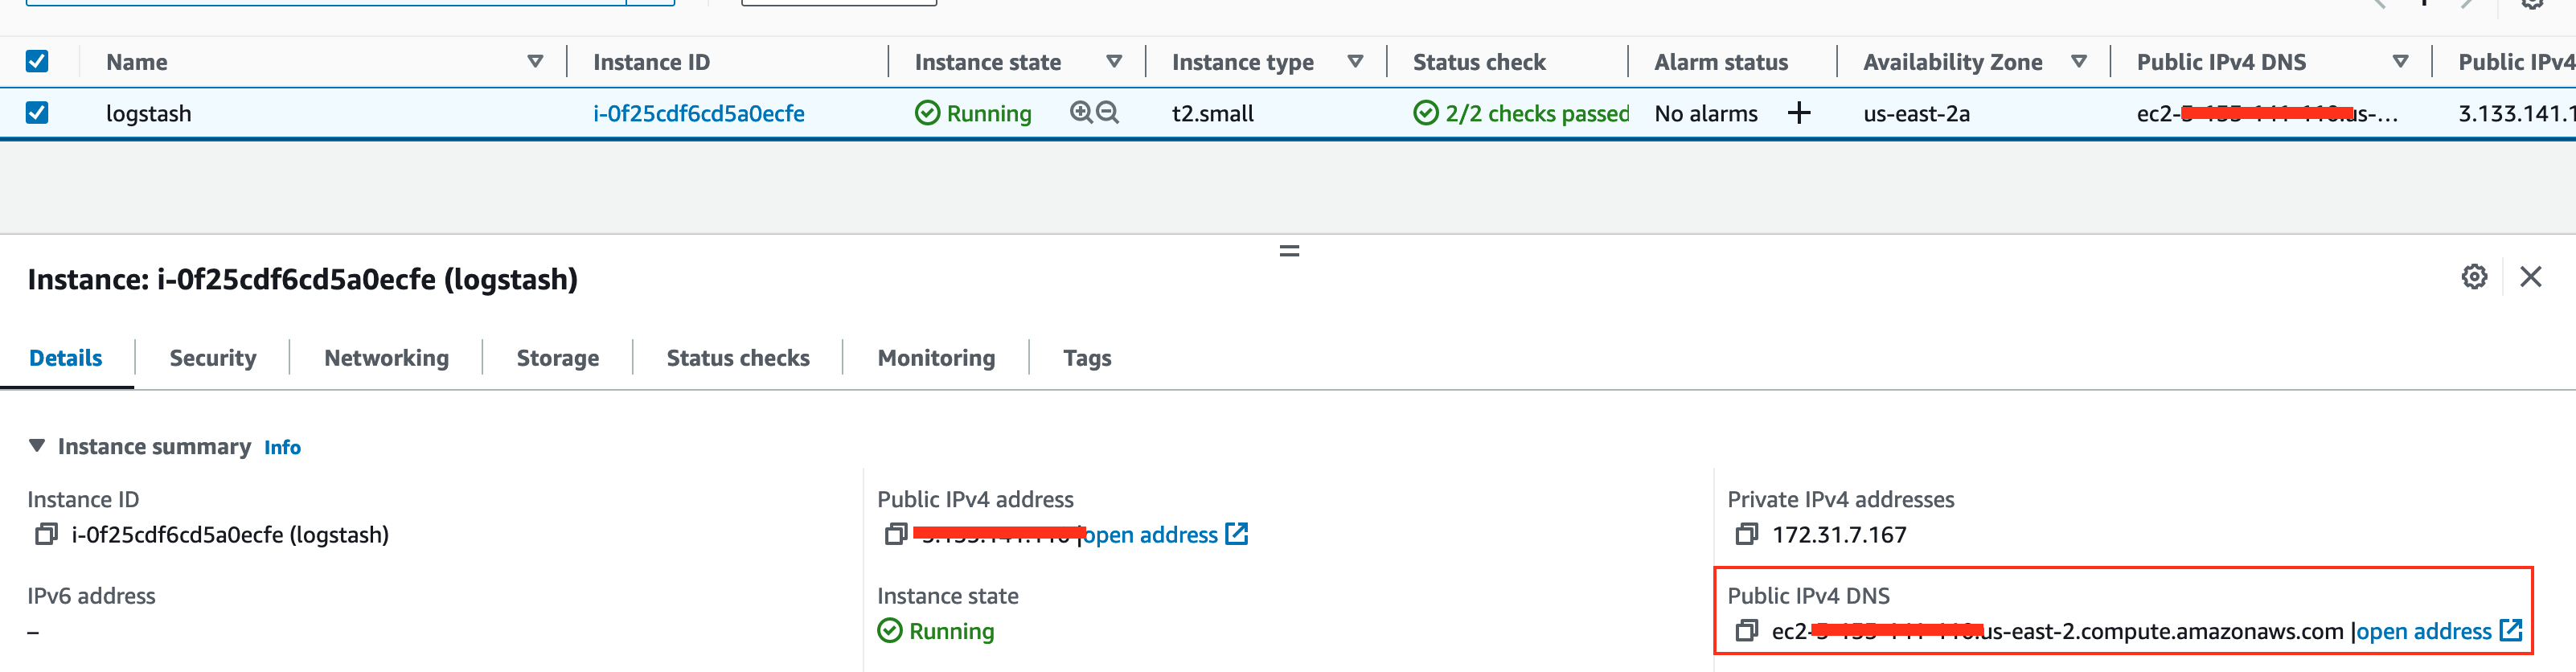 Name Instance ID Instance state Instance type Status check Alarm status Availability Zone Public IPv4 DNS Public IPv4
logstash i-0f25cdf6cd5a0ecfe Running t2.small 2/2 checks passed No alarms + us-east-2a ec2- us-... 3.133.141.1
Instance: i-0f25cdf6cd5a0ecfe (logstash)
Details Security Networking Storage Status checks Monitoring Tags
Instance summary Info
Instance ID Public IPv4 address Private IPv4 addresses
i-0f25cdf6cd5a0ecfe (logstash) |open address 172.31.7.167
IPv6 address Instance state Public IPv4 DNS
– Running ec2- .us-east-2.compute.amazonaws.com |open address